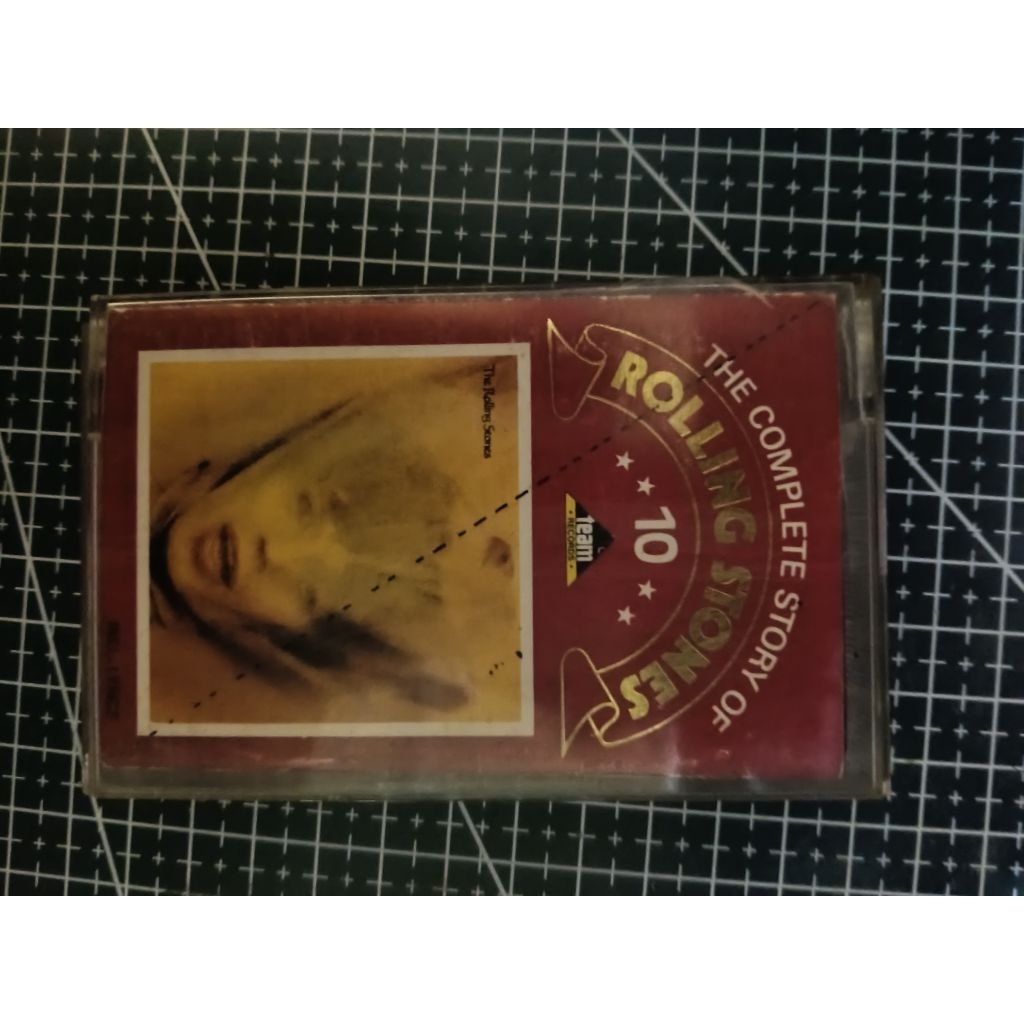 THE COMPLETE STORY OF
ROLLING STONES
10
team
RECORDS
The Rolling Stones